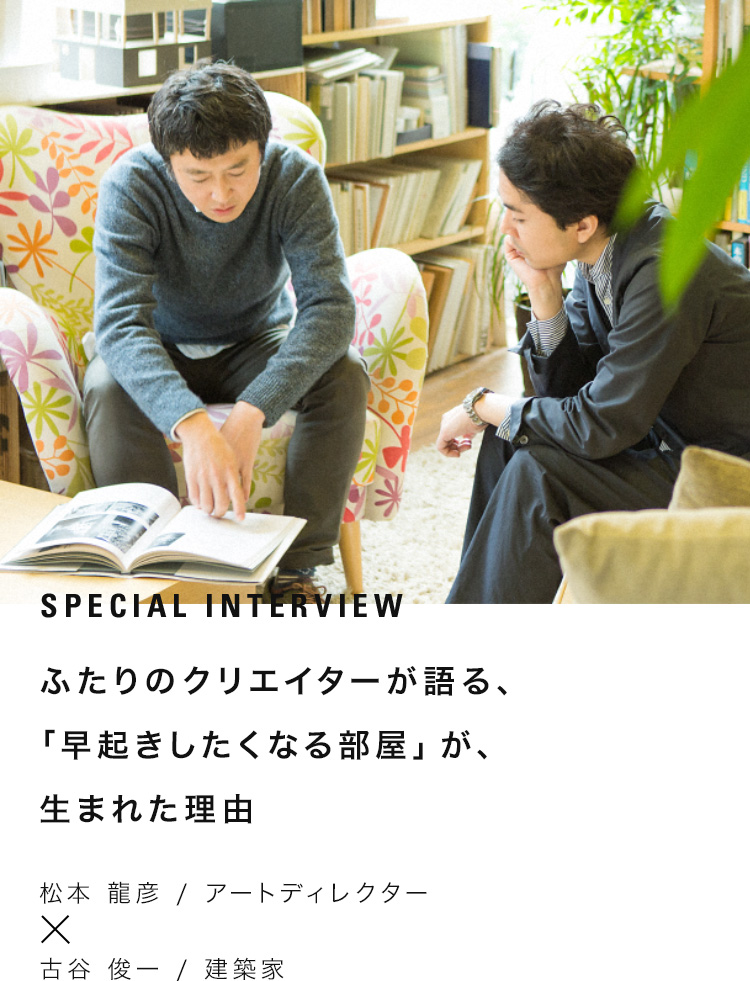 SPECIAL INTERVIEW
ふたりのクリエイターが語る、
「早起きしたくなる部屋」が、
生まれた理由
松本 龍彦 / アートディレクター
×
古谷 俊一 / 建築家